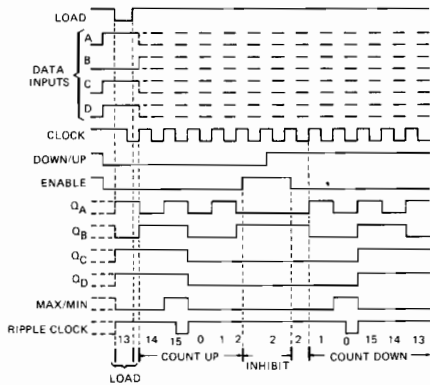 LOAD
A
B
DATA
INPUTS
C
D
CLOCK
DOWN/UP
ENABLE
QA
QB
QC
QD
MAX/MIN
RIPPLE CLOCK
13 14 15 0 1 2 2 2 1 0 15 14 13
COUNT UP
INHIBIT
COUNT DOWN
LOAD